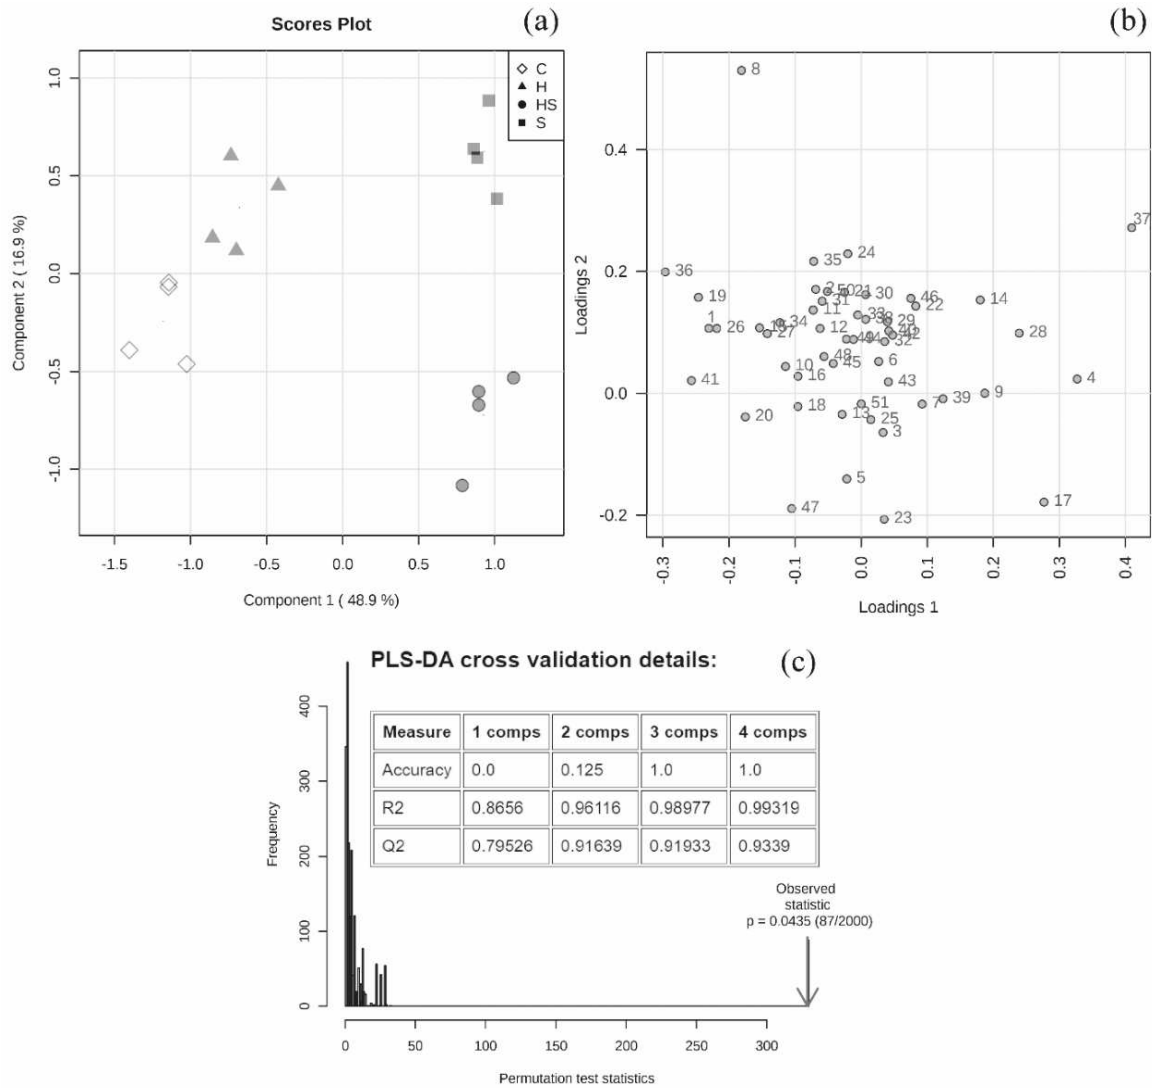 Scores Plot
(a)
C
H
HS
S
1.0
0.5
0.0
-0.5
-1.0
Component 2 ( 16.9 %)
-1.5 -1.0 -0.5 0.0 0.5 1.0
Component 1 ( 48.9 %)
(b)
8
37
24
35
36
30
46
19
14
31
22
11
33
1
26
34
29
12
28
27
32
48
6
10
45
16
41
43
4
9
39
18
51
7
20
13
25
3
5
47
17
23
0.4
0.2
0.0
-0.2
Loadings 2
-0.3 -0.2 -0.1 0.0 0.1 0.2 0.3 0.4
Loadings 1
PLS-DA cross validation details:
(c)
Measure 1 comps 2 comps 3 comps 4 comps
Accuracy 0.0 0.125 1.0 1.0
R2 0.8656 0.96116 0.98977 0.99319
Q2 0.79526 0.91639 0.91933 0.9339
400
300
200
100
0
Frequency
Observed
statistic
p = 0.0435 (87/2000)
0 50 100 150 200 250 300
Permutation test statistics